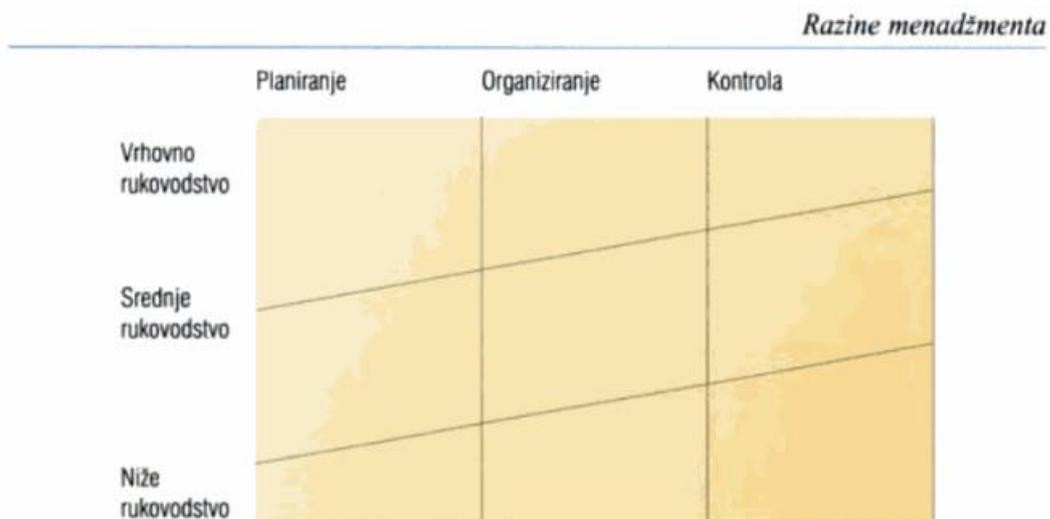 Razine menadžmenta
Planiranje
Organiziranje
Kontrola
Vrhovno
rukovodstvo
Srednje
rukovodstvo
Niže
rukovodstvo